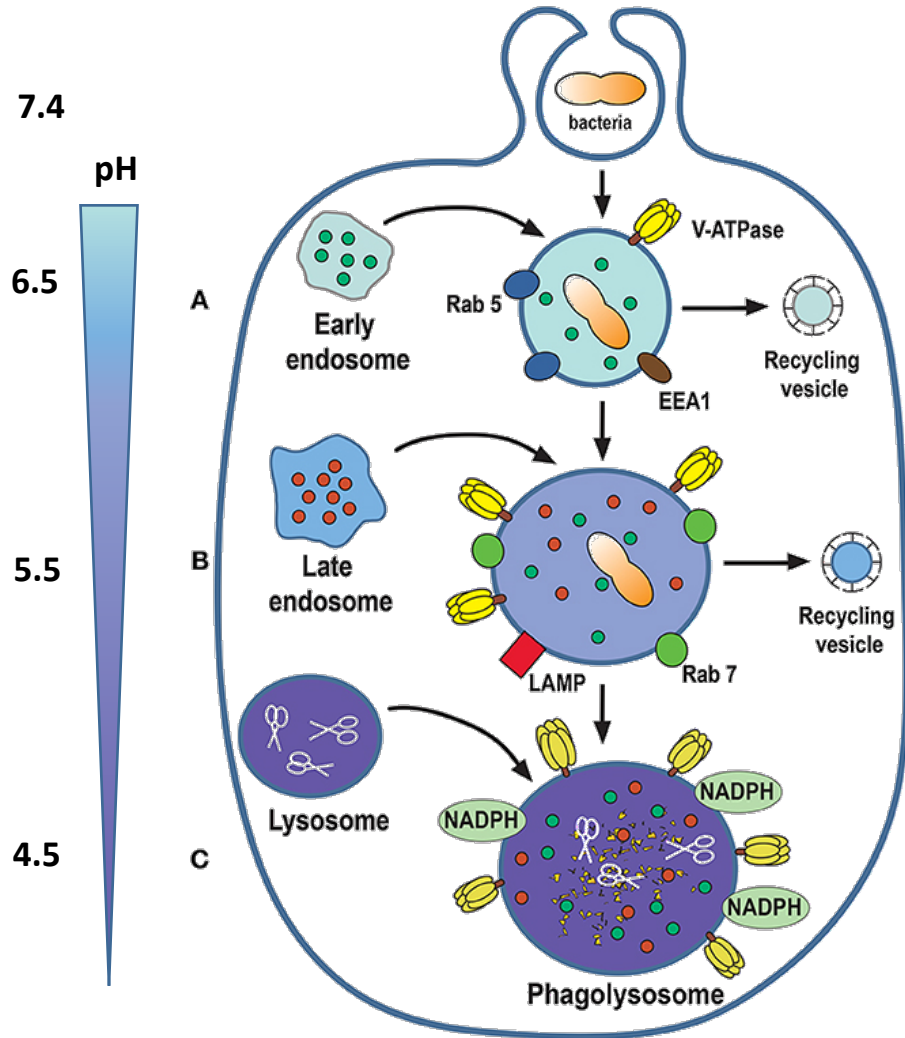 7.4
bacteria
pH
V-ATPase
6.5
A
Rab 5
Early
endosome
EEA1
Recycling
vesicle
5.5
B
Late
endosome
Recycling
vesicle
LAMP
Rab 7
Lysosome
NADPH
NADPH
4.5
C
NADPH
Phagolysosome